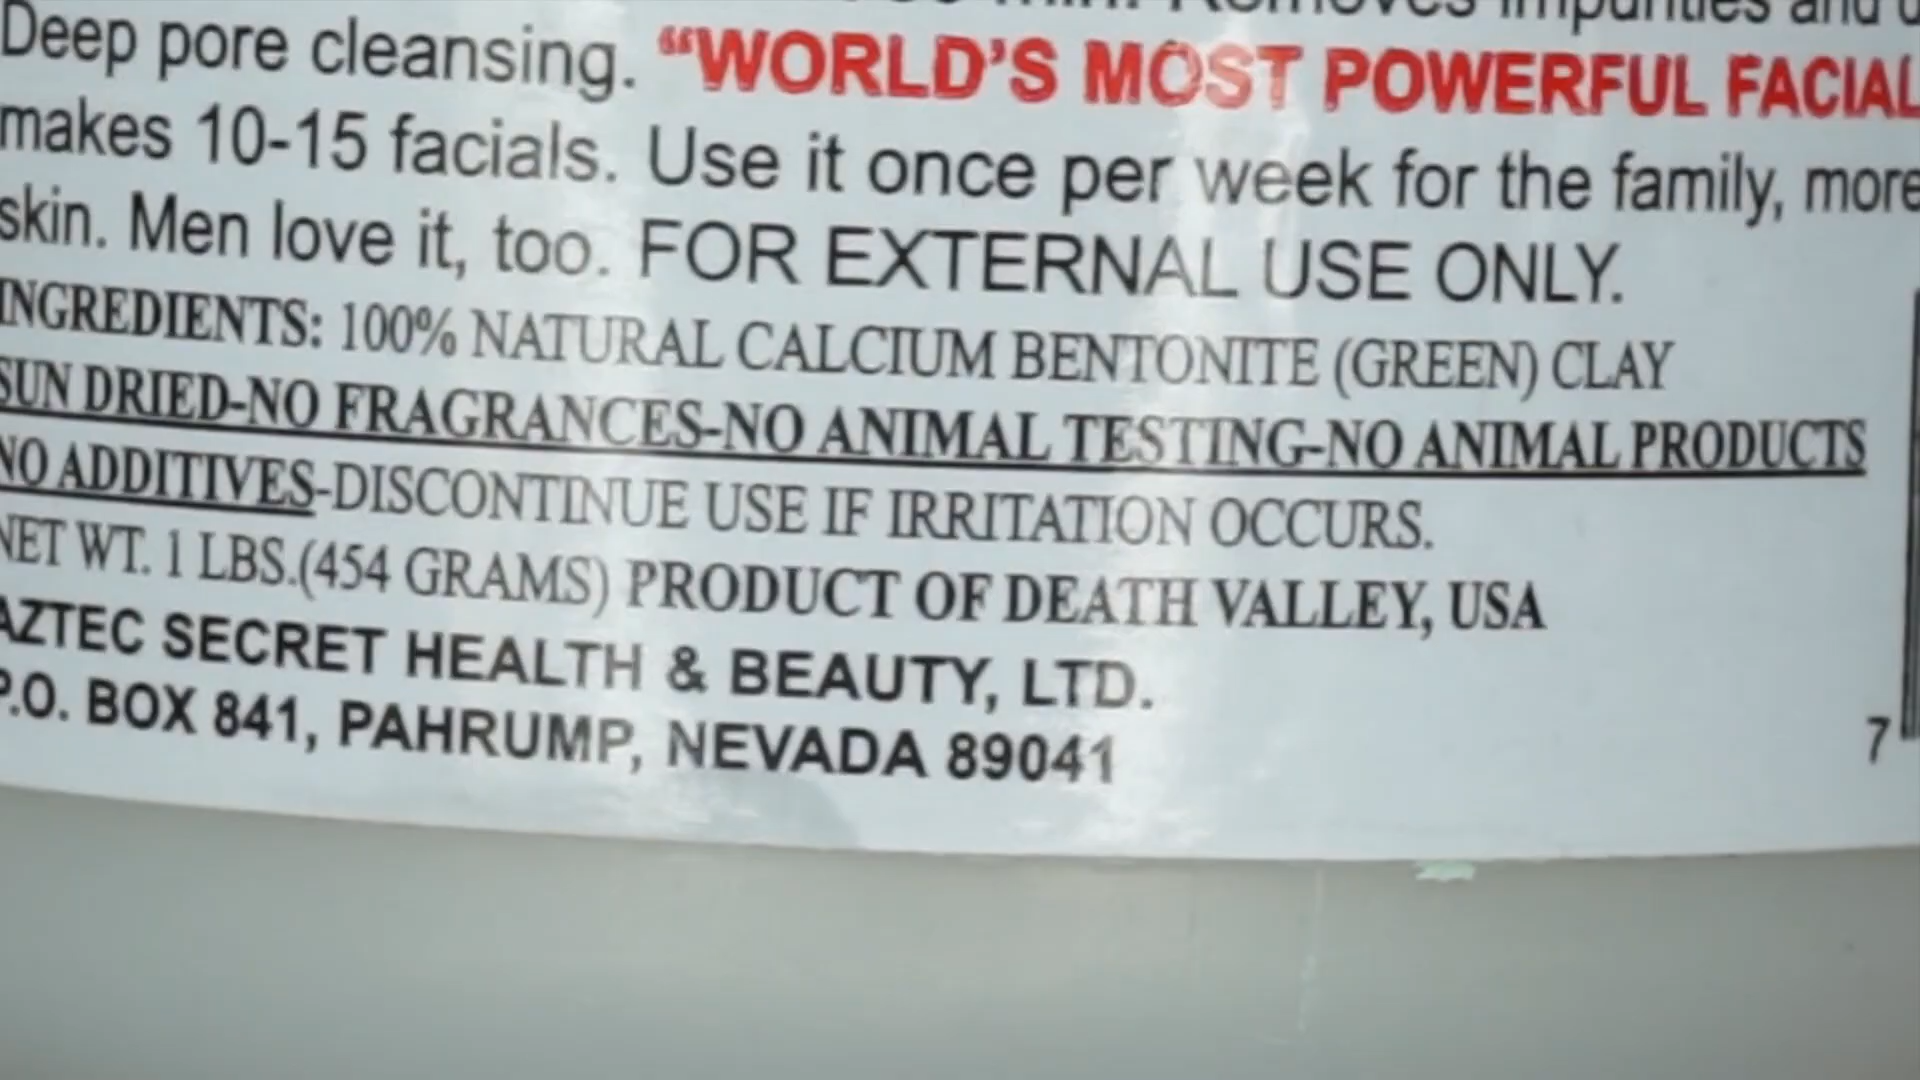 Deep pore cleansing. “WORLD’S MOST POWERFUL FACIAL
makes 10-15 facials. Use it once per week for the family, more
skin. Men love it, too. FOR EXTERNAL USE ONLY.
INGREDIENTS: 100% NATURAL CALCIUM BENTONITE (GREEN) CLAY
SUN DRIED-NO FRAGRANCES-NO ANIMAL TESTING-NO ANIMAL PRODUCTS
NO ADDITIVES-DISCONTINUE USE IF IRRITATION OCCURS.
NET WT. 1 LBS.(454 GRAMS) PRODUCT OF DEATH VALLEY, USA
AZTEC SECRET HEALTH & BEAUTY, LTD.
P.O. BOX 841, PAHRUMP, NEVADA 89041
7